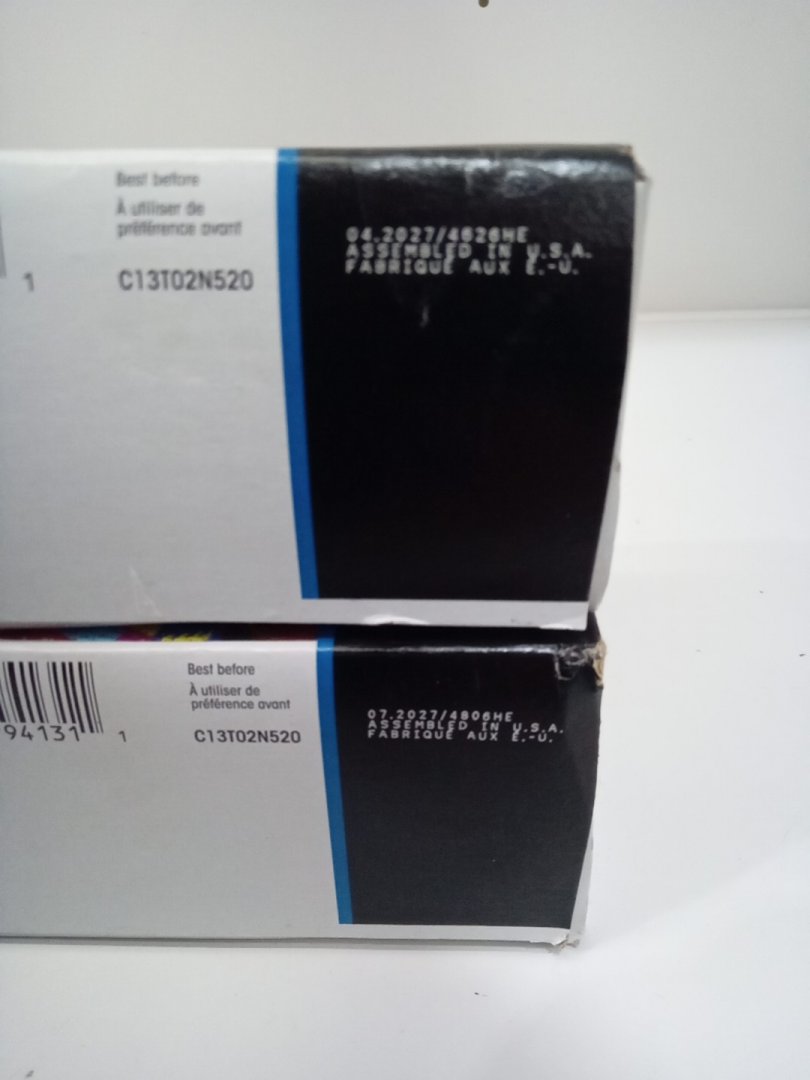 Best before
À utiliser de
préférence avant
1
C13T02N520
04.2027/4826HE
ASSEMBLED IN U.S.A.
FABRIQUÉ AUX É.-U.
Best before
À utiliser de
préférence avant
94131
1
C13T02N520
07.2027/4806HE
ASSEMBLED IN U.S.A.
FABRIQUÉ AUX É.-U.